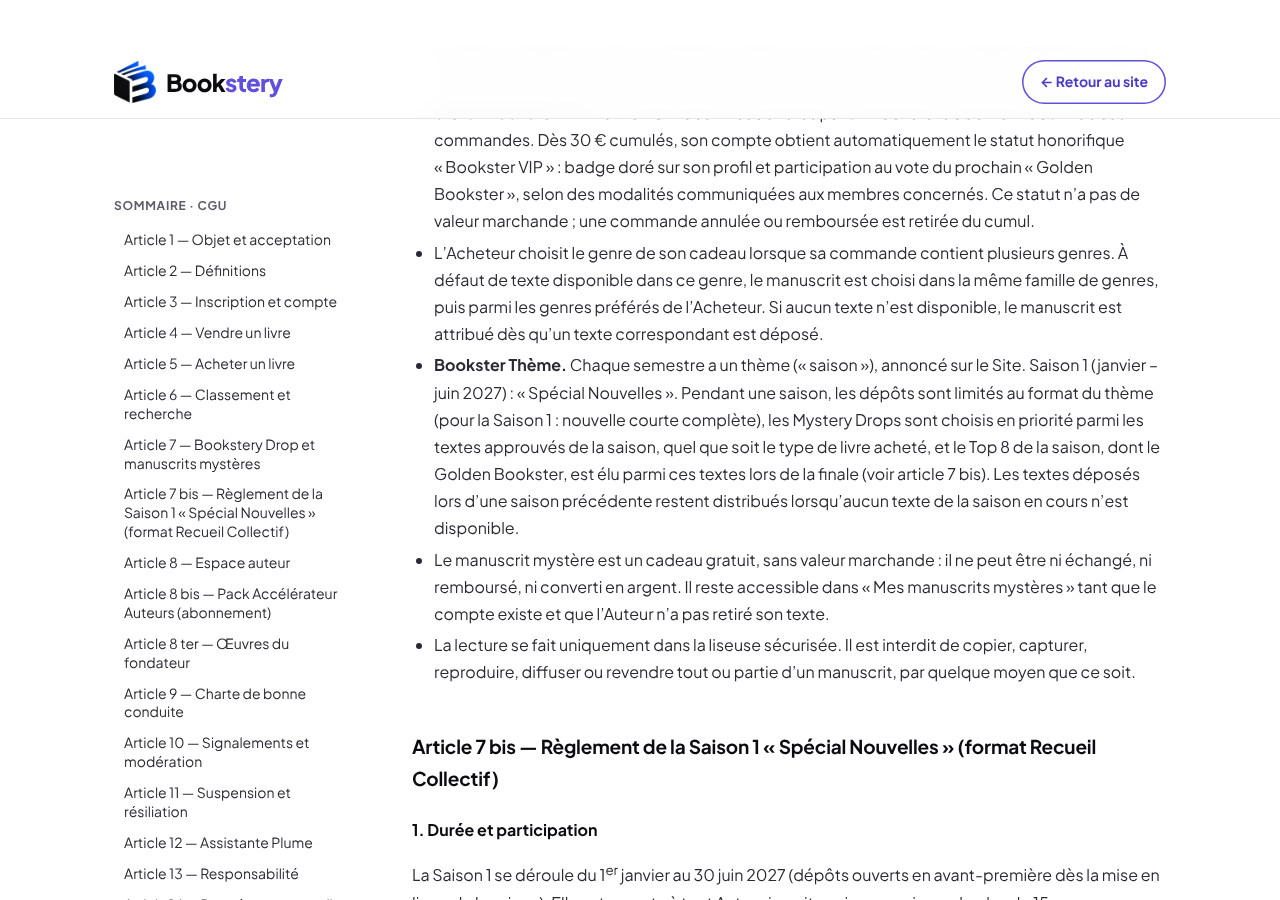 Bookstery
← Retour au site
SOMMAIRE · CGU
Article 1 — Objet et acceptation
Article 2 — Définitions
Article 3 — Inscription et compte
Article 4 — Vendre un livre
Article 5 — Acheter un livre
Article 6 — Classement et
recherche
Article 7 — Bookstery Drop et
manuscrits mystères
Article 7 bis — Règlement de la
Saison 1 « Spécial Nouvelles »
(format Recueil Collectif)
Article 8 — Espace auteur
Article 8 bis — Pack Accélérateur
Auteurs (abonnement)
Article 8 ter — Œuvres du
fondateur
Article 9 — Charte de bonne
conduite
Article 10 — Signalements et
modération
Article 11 — Suspension et
résiliation
Article 12 — Assistante Plume
Article 13 — Responsabilité
commandes. Dès 30 € cumulés, son compte obtient automatiquement le statut honorifique
« Bookster VIP » : badge doré sur son profil et participation au vote du prochain « Golden
Bookster », selon des modalités communiquées aux membres concernés. Ce statut n’a pas de
valeur marchande ; une commande annulée ou remboursée est retirée du cumul.
• L’Acheteur choisit le genre de son cadeau lorsque sa commande contient plusieurs genres. À
défaut de texte disponible dans ce genre, le manuscrit est choisi dans la même famille de genres,
puis parmi les genres préférés de l’Acheteur. Si aucun texte n’est disponible, le manuscrit est
attribué dès qu’un texte correspondant est déposé.
• Bookster Thème. Chaque semestre a un thème (« saison »), annoncé sur le Site. Saison 1 (janvier –
juin 2027) : « Spécial Nouvelles ». Pendant une saison, les dépôts sont limités au format du thème
(pour la Saison 1 : nouvelle courte complète), les Mystery Drops sont choisis en priorité parmi les
textes approuvés de la saison, quel que soit le type de livre acheté, et le Top 8 de la saison, dont le
Golden Bookster, est élu parmi ces textes lors de la finale (voir article 7 bis). Les textes déposés
lors d’une saison précédente restent distribués lorsqu’aucun texte de la saison en cours n’est
disponible.
• Le manuscrit mystère est un cadeau gratuit, sans valeur marchande : il ne peut être ni échangé, ni
remboursé, ni converti en argent. Il reste accessible dans « Mes manuscrits mystères » tant que le
compte existe et que l’Auteur n’a pas retiré son texte.
• La lecture se fait uniquement dans la liseuse sécurisée. Il est interdit de copier, capturer,
reproduire, diffuser ou revendre tout ou partie d’un manuscrit, par quelque moyen que ce soit.
Article 7 bis — Règlement de la Saison 1 « Spécial Nouvelles » (format Recueil
Collectif)
1. Durée et participation
La Saison 1 se déroule du 1er janvier au 30 juin 2027 (dépôts ouverts en avant-première dès la mise en